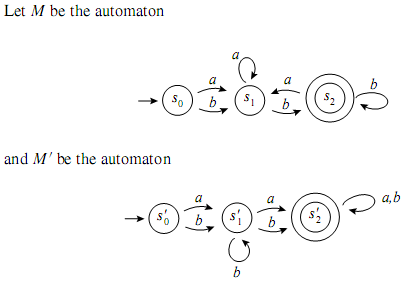 Let M be the automaton
a
a a b
s₀ b s₁ b s₂
and M′ be the automaton
a a a,b
s′₀ b s′₁ b s′₂
b